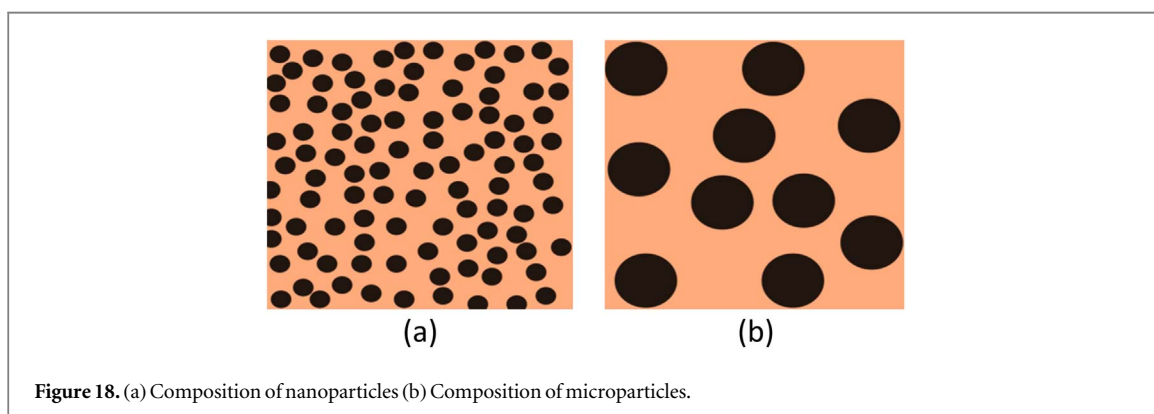 (a) (b)
Figure 18. (a) Composition of nanoparticles (b) Composition of microparticles.